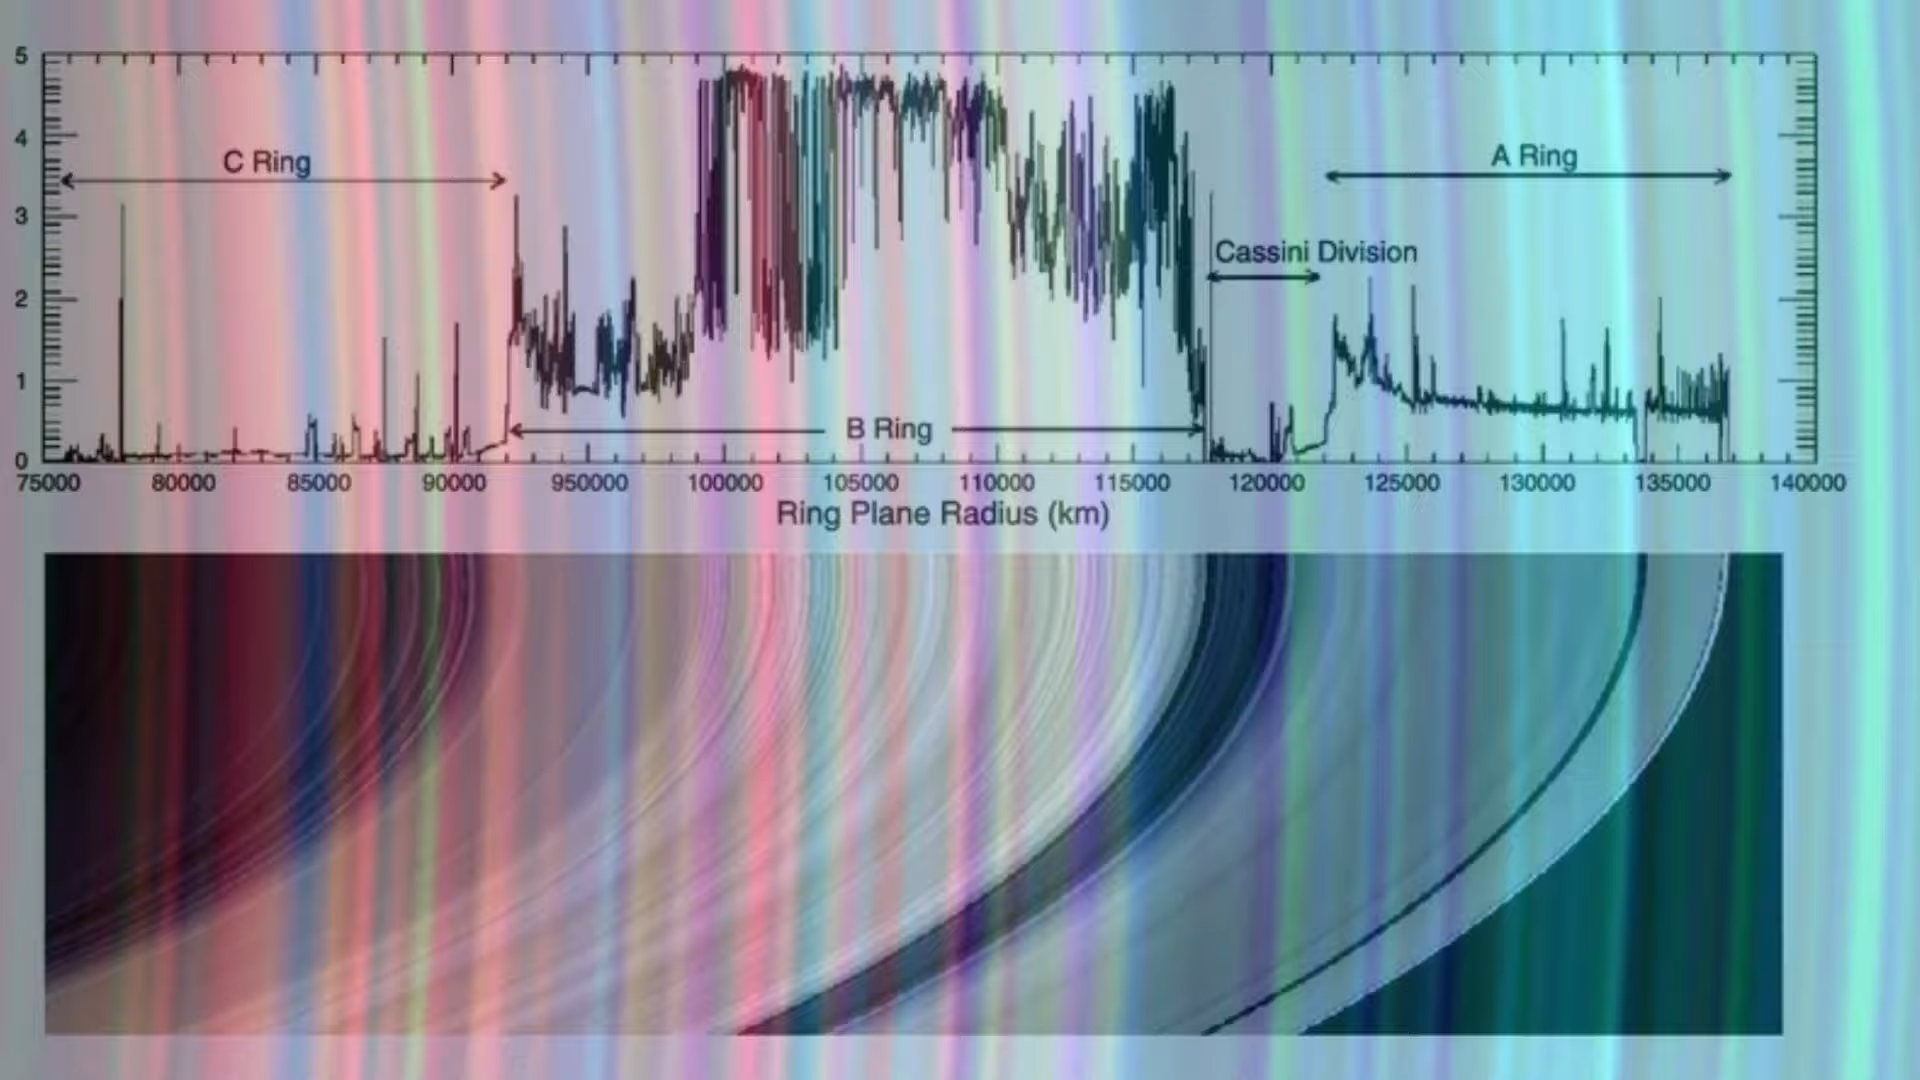 5
4
C Ring
A Ring
3
Cassini Division
2
1
B Ring
0
75000 80000 85000 90000 950000 100000 105000 110000 115000 120000 125000 130000 135000 140000
Ring Plane Radius (km)